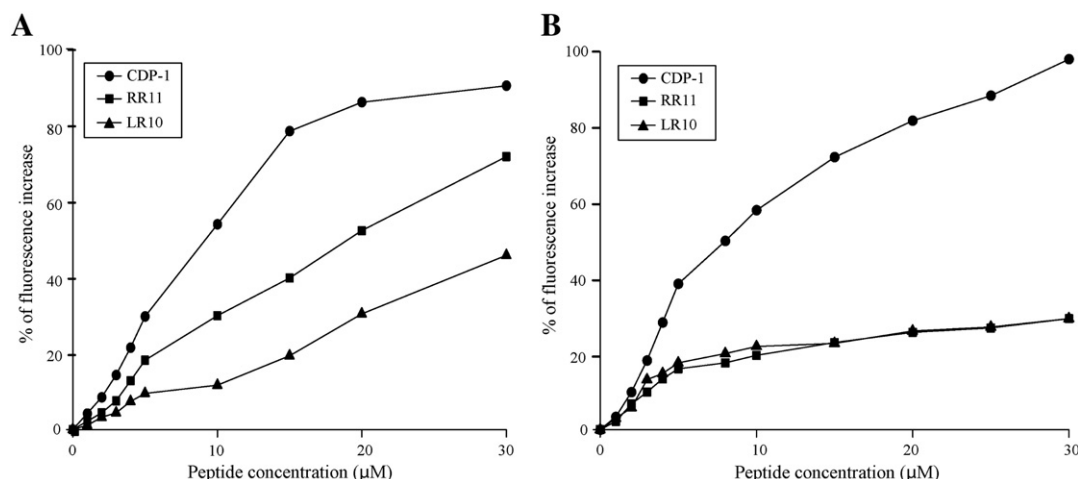 A
% of fluorescence increase
100
80
60
40
20
0
CDP-1
RR11
LR10
0
10
20
30
Peptide concentration (μM)
B
% of fluorescence increase
100
80
60
40
20
0
CDP-1
RR11
LR10
0
10
20
30
Peptide concentration (μM)